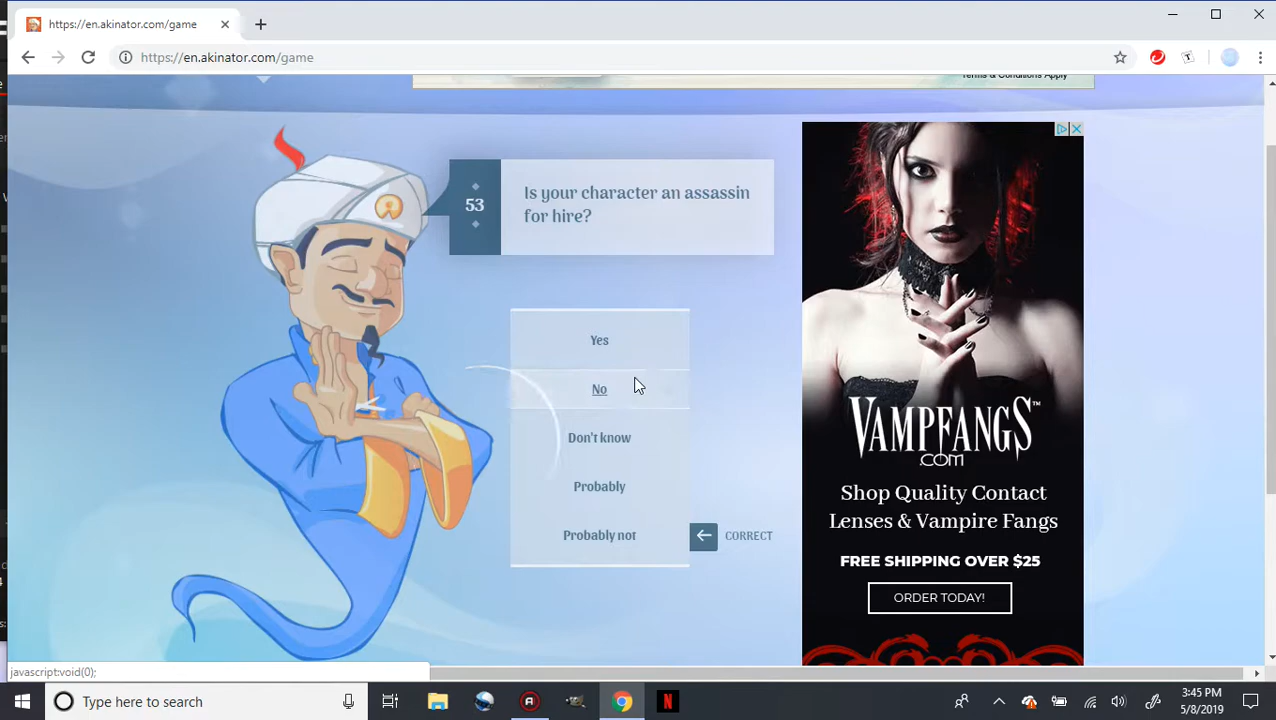 https://en.akinator.com/game
https://en.akinator.com/game
Terms & Conditions Apply
53
Is your character an assassin
for hire?
Yes
No
Don't know
Probably
Probably not
CORRECT
VAMPFANGS™
.COM
Shop Quality Contact
Lenses & Vampire Fangs
FREE SHIPPING OVER $25
ORDER TODAY!
javascript:void(0);
Type here to search
3:45 PM
5/8/2019